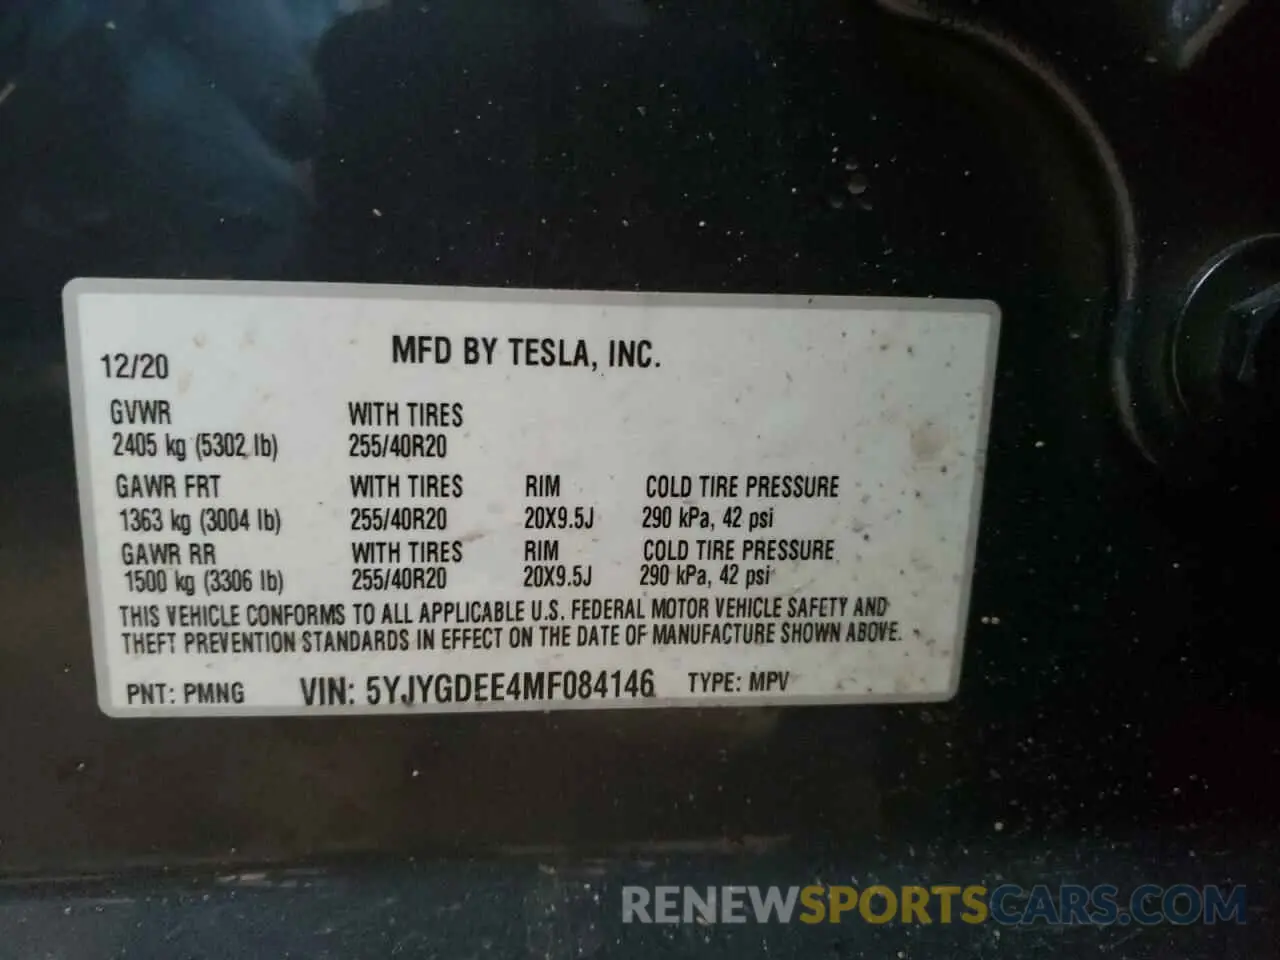 12/20 MFD BY TESLA, INC.
GVWR WITH TIRES
2405 kg (5302 lb) 255/40R20
GAWR FRT WITH TIRES RIM COLD TIRE PRESSURE
1363 kg (3004 lb) 255/40R20 20X9.5J 290 kPa, 42 psi
GAWR RR WITH TIRES RIM COLD TIRE PRESSURE
1500 kg (3306 lb) 255/40R20 20X9.5J 290 kPa, 42 psi
THIS VEHICLE CONFORMS TO ALL APPLICABLE U.S. FEDERAL MOTOR VEHICLE SAFETY AND
THEFT PREVENTION STANDARDS IN EFFECT ON THE DATE OF MANUFACTURE SHOWN ABOVE.
PNT: PMNG VIN: 5YJYGDEE4MF084146 TYPE: MPV
RENEWSPORTSCARS.COM